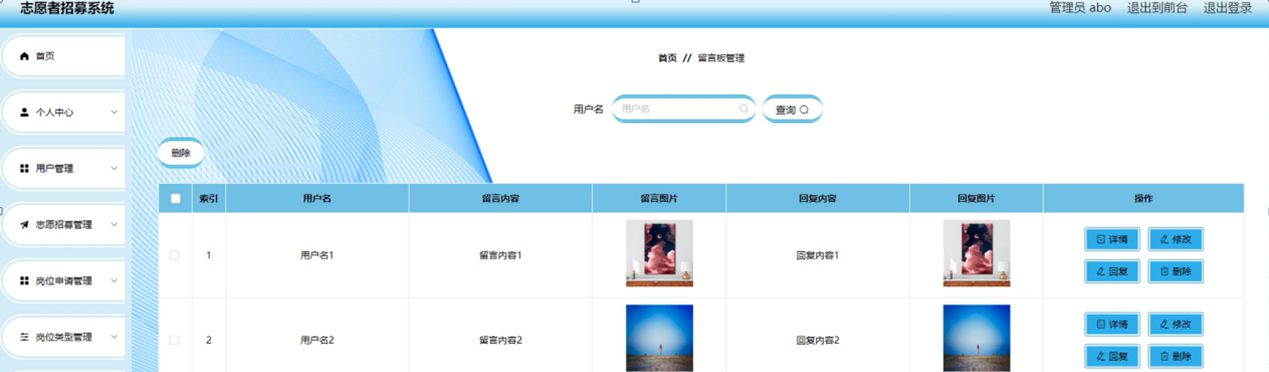 志愿者招募系统
管理员 abo 退出到前台 退出登录
首页
个人中心
用户管理
志愿招募管理
岗位申请管理
岗位类型管理
首页 // 留言板管理
用户名 用户名 查询
删除
索引 用户名 留言内容 留言图片 回复内容 回复图片 操作
1 用户名1 留言内容1 回复内容1 详情 修改
回复 删除
2 用户名2 留言内容2 回复内容2 详情 修改
回复 删除